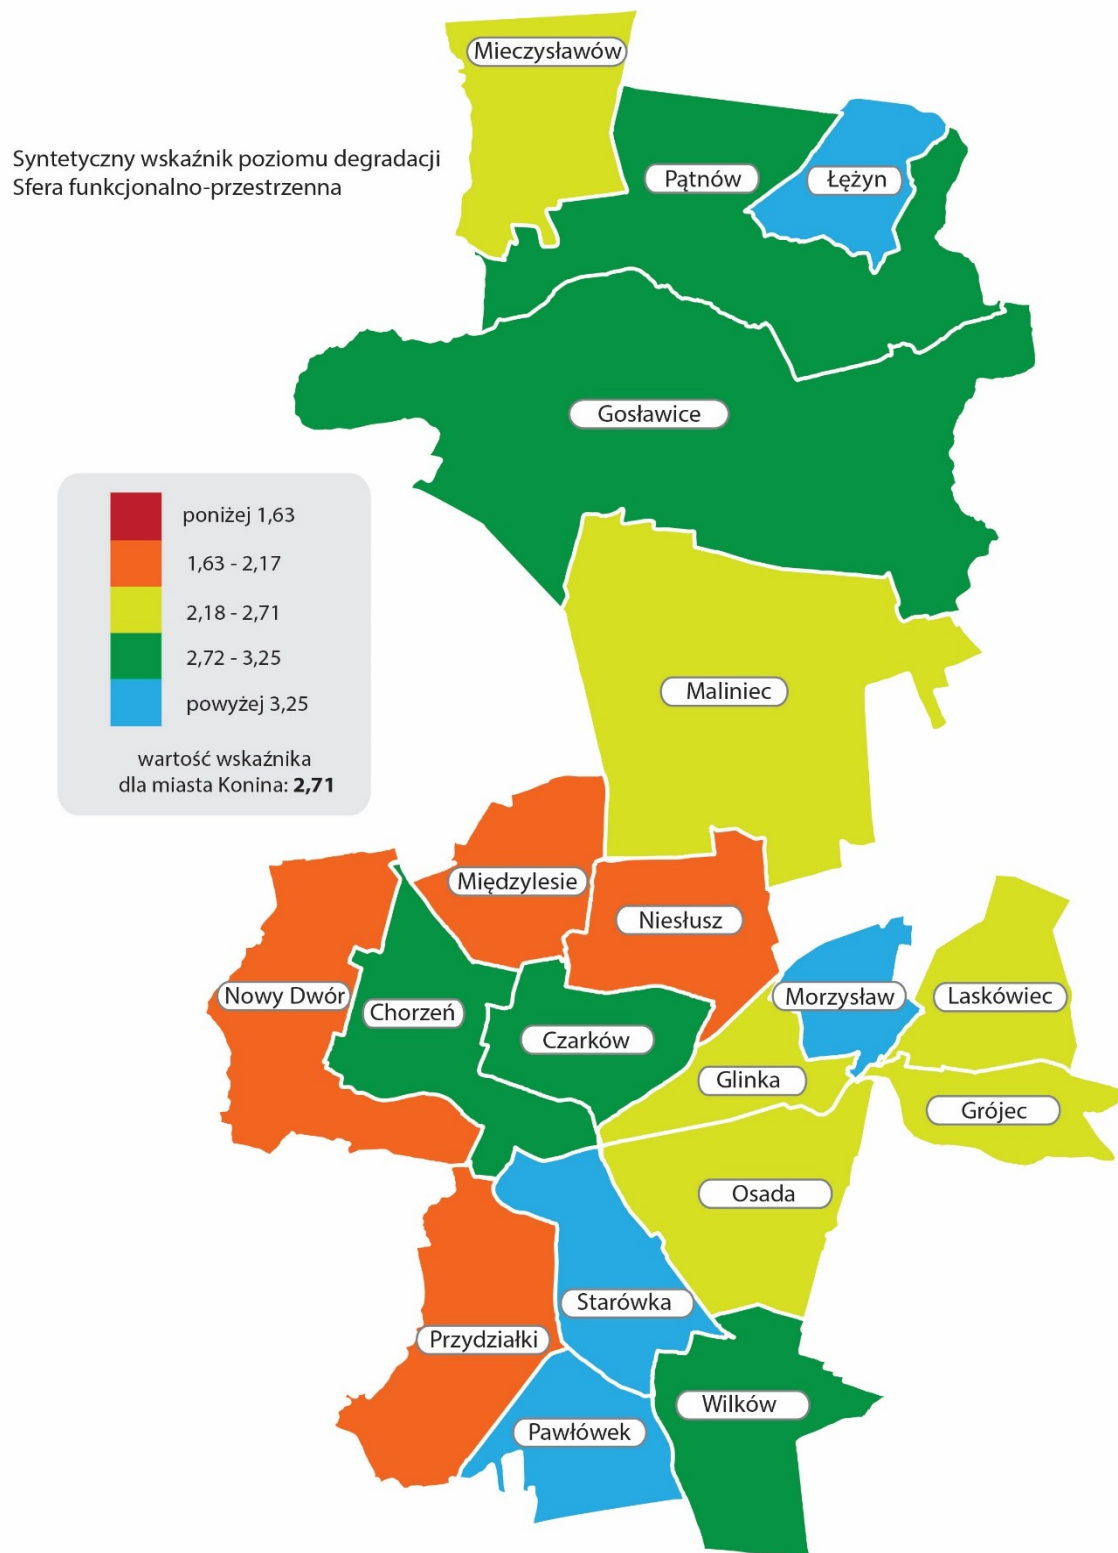 Mieczysławów
Syntetyczny wskaźnik poziomu degradacji
Sfera funkcjonalno-przestrzenna
Pątnów
Łężyn
Gosławice
poniżej 1,63
1,63 - 2,17
2,18 - 2,71
2,72 - 3,25
powyżej 3,25
wartość wskaźnika
dla miasta Konina: 2,71
Maliniec
Międzylesie
Niesłusz
Nowy Dwór
Chorzeń
Czarków
Morzysław
Laskówiec
Glinka
Grójec
Osada
Starówka
Przydziałki
Wilków
Pawłówek